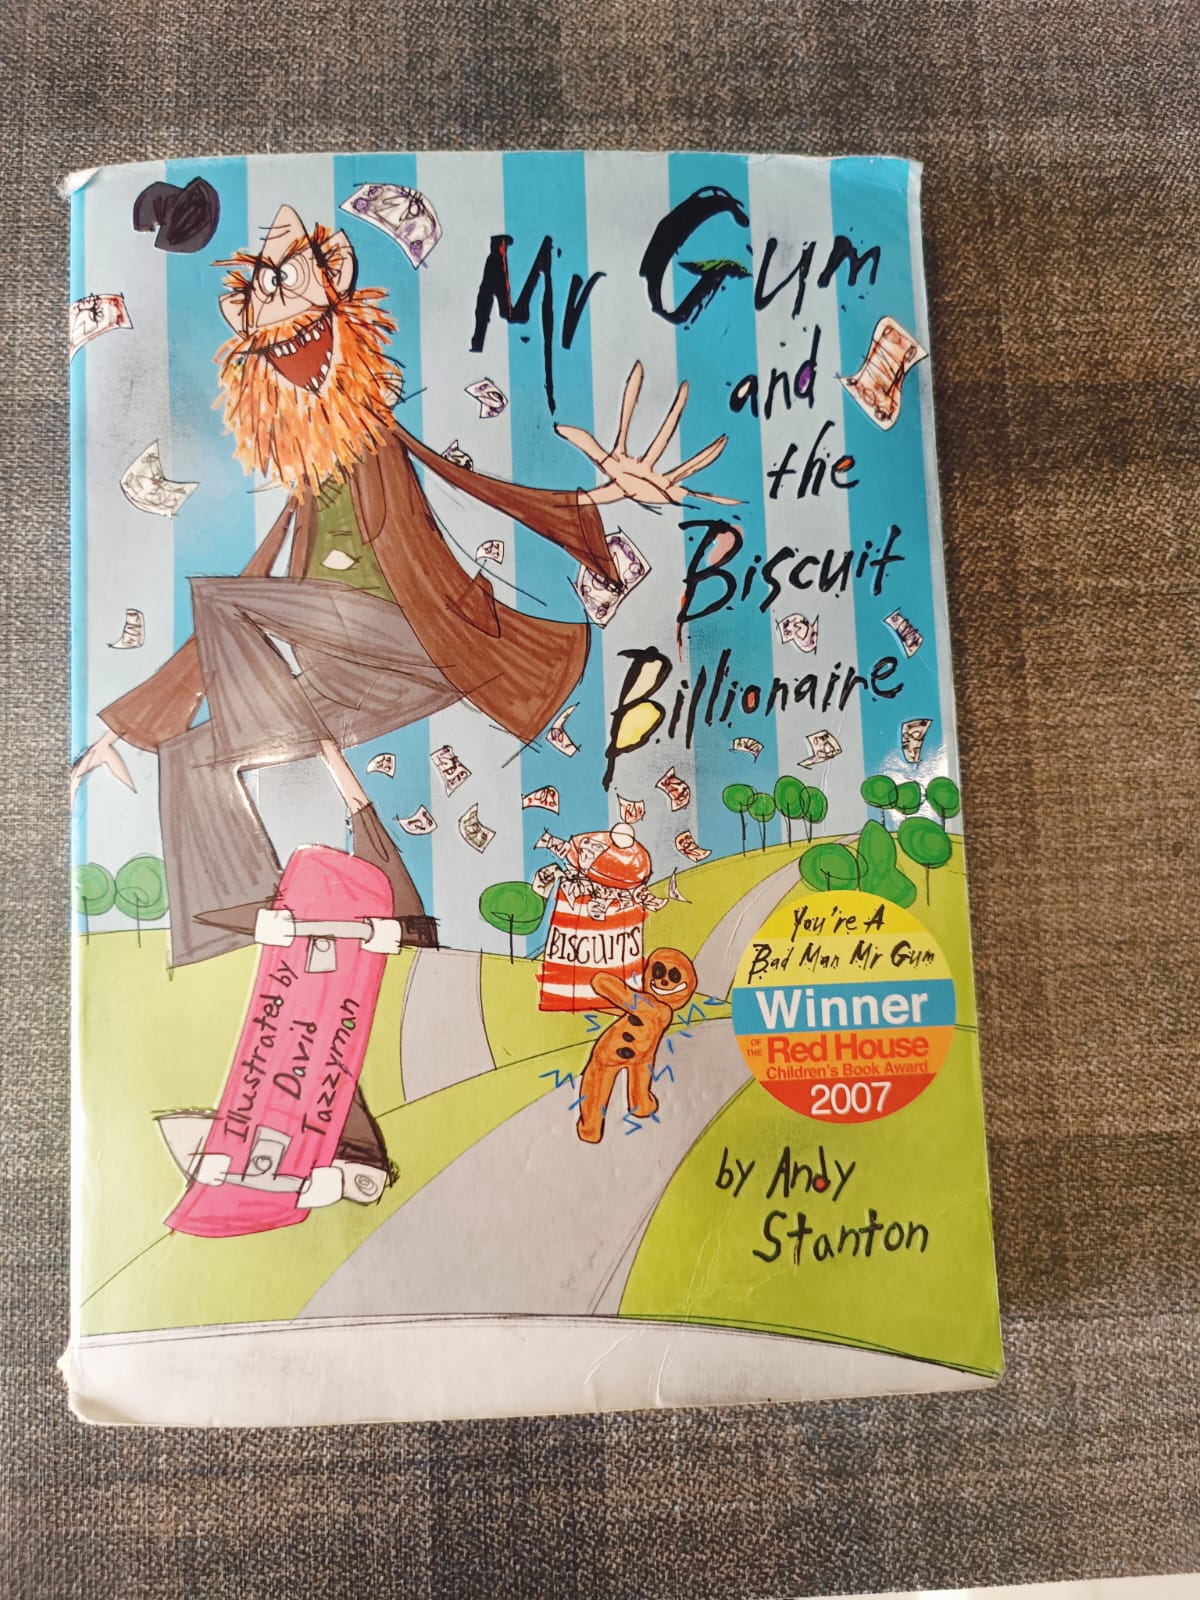 Mr Gum
and
the
Biscuit
Billionaire
BISCUITS
Illustrated by
David
Tazzyman
You're A
Bad Man Mr Gum
Winner
OF THE Red House
Children's Book Award
2007
by Andy
Stanton